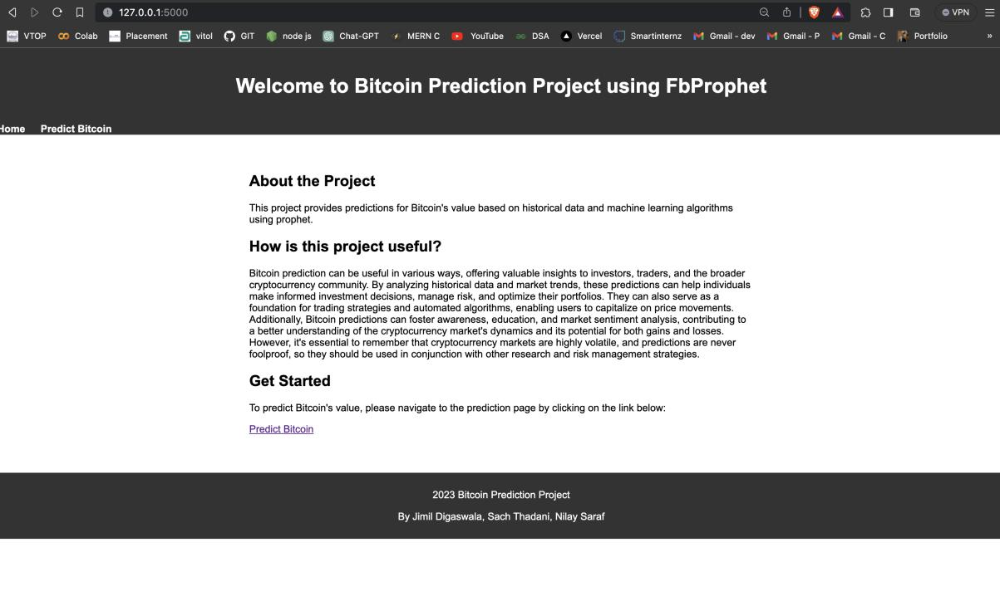 127.0.0.1:5000
VPN
VTOP Colab Placement vitol GIT node js Chat-GPT MERN C YouTube DSA Vercel Smartinternz Gmail - dev Gmail - P Gmail - C Portfolio »
Welcome to Bitcoin Prediction Project using FbProphet
Home Predict Bitcoin
About the Project
This project provides predictions for Bitcoin's value based on historical data and machine learning algorithms
using prophet.
How is this project useful?
Bitcoin prediction can be useful in various ways, offering valuable insights to investors, traders, and the broader
cryptocurrency community. By analyzing historical data and market trends, these predictions can help individuals
make informed investment decisions, manage risk, and optimize their portfolios. They can also serve as a
foundation for trading strategies and automated algorithms, enabling users to capitalize on price movements.
Additionally, Bitcoin predictions can foster awareness, education, and market sentiment analysis, contributing to
a better understanding of the cryptocurrency market's dynamics and its potential for both gains and losses.
However, it's essential to remember that cryptocurrency markets are highly volatile, and predictions are never
foolproof, so they should be used in conjunction with other research and risk management strategies.
Get Started
To predict Bitcoin's value, please navigate to the prediction page by clicking on the link below:
Predict Bitcoin
2023 Bitcoin Prediction Project
By Jimil Digaswala, Sach Thadani, Nilay Saraf